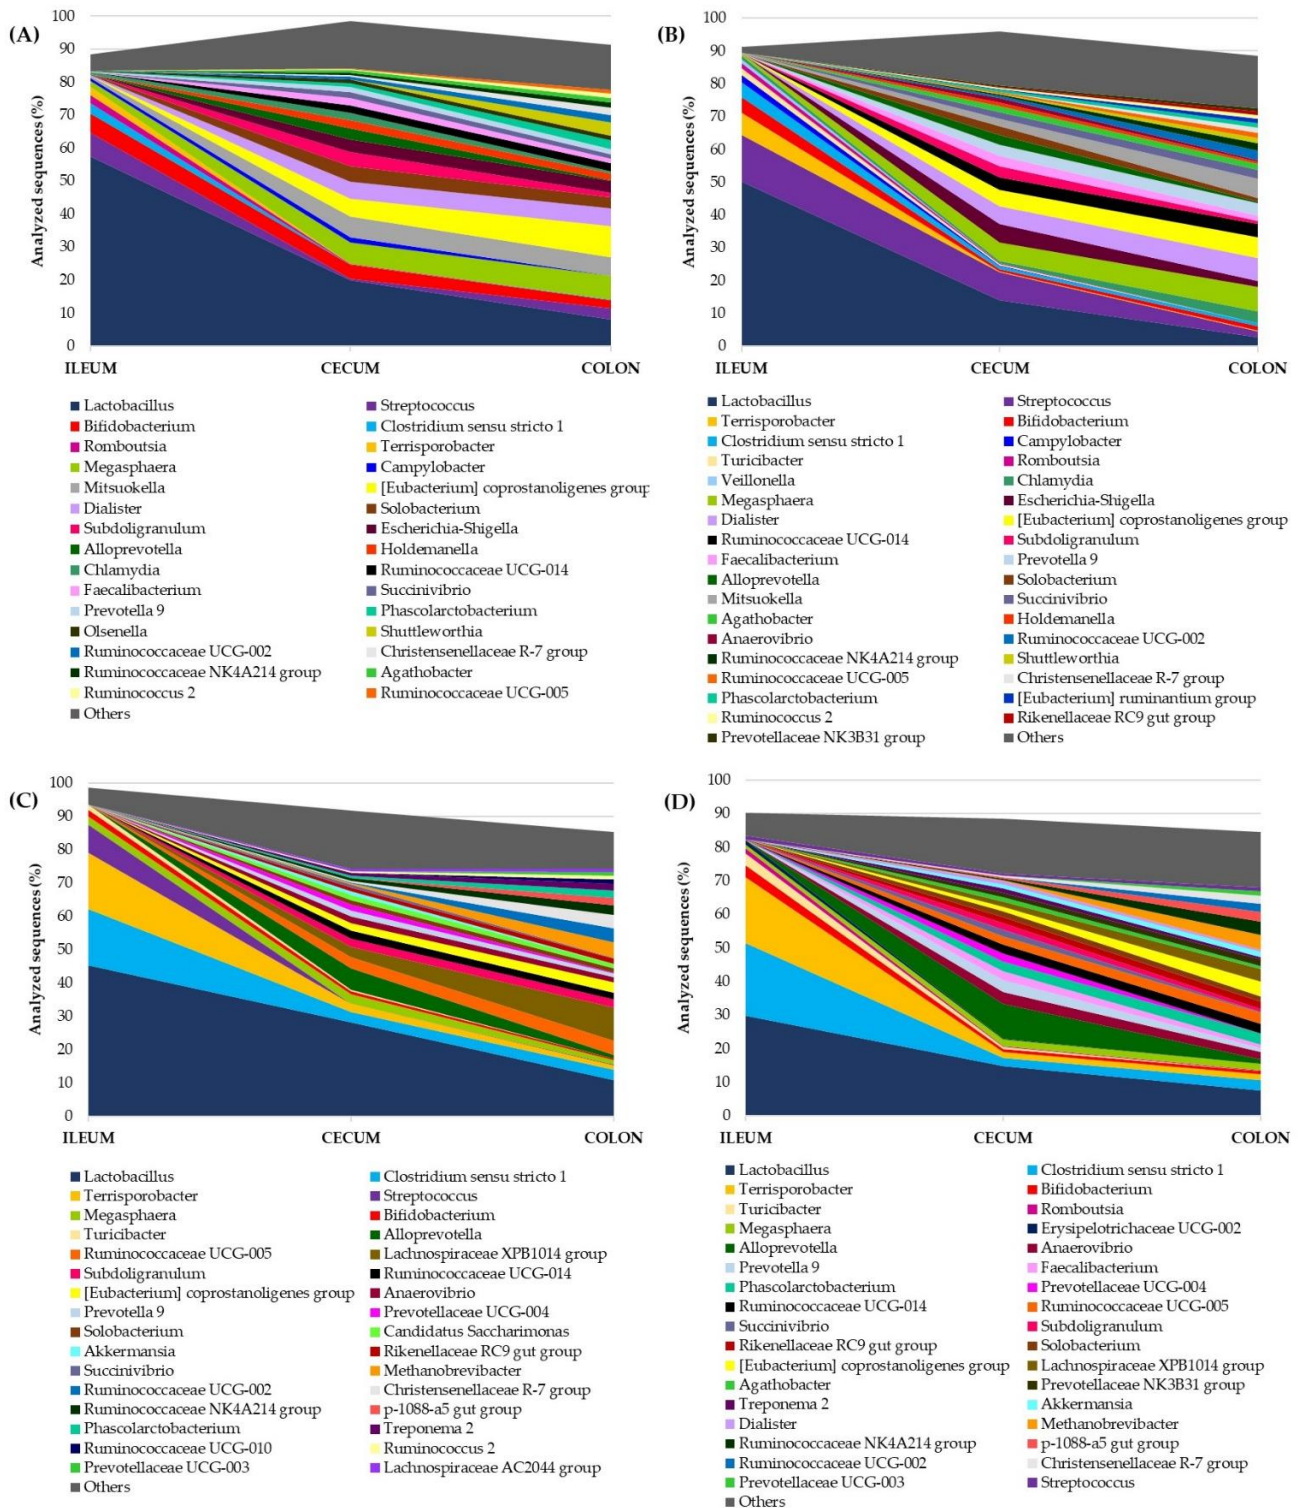 (A)
Analyzed sequences (%)
100
90
80
70
60
50
40
30
20
10
0
ILEUM CECUM COLON
Lactobacillus Streptococcus
Bifidobacterium Clostridium sensu stricto 1
Romboutsia Terrisporobacter
Megasphaera Campylobacter
Mitsuokella [Eubacterium] coprostanoligenes group
Dialister Solobacterium
Subdoligranulum Escherichia-Shigella
Alloprevotella Holdemanella
Chlamydia Ruminococcaceae UCG-014
Faecalibacterium Succinivibrio
Prevotella 9 Phascolarctobacterium
Olsenella Shuttleworthia
Ruminococcaceae UCG-002 Christensenellaceae R-7 group
Ruminococcaceae NK4A214 group Agathobacter
Ruminococcus 2 Ruminococcaceae UCG-005
Others
(B)
Analyzed sequences (%)
100
90
80
70
60
50
40
30
20
10
0
ILEUM CECUM COLON
Lactobacillus Streptococcus
Terrisporobacter Bifidobacterium
Clostridium sensu stricto 1 Campylobacter
Turicibacter Romboutsia
Veillonella Chlamydia
Megasphaera Escherichia-Shigella
Dialister [Eubacterium] coprostanoligenes group
Ruminococcaceae UCG-014 Subdoligranulum
Faecalibacterium Prevotella 9
Alloprevotella Solobacterium
Mitsuokella Succinivibrio
Agathobacter Holdemanella
Anaerovibrio Ruminococcaceae UCG-002
Ruminococcaceae NK4A214 group Shuttleworthia
Ruminococcaceae UCG-005 Christensenellaceae R-7 group
Phascolarctobacterium [Eubacterium] ruminantium group
Ruminococcus 2 Rikenellaceae RC9 gut group
Prevotellaceae NK3B31 group Others
(C)
Analyzed sequences (%)
100
90
80
70
60
50
40
30
20
10
0
ILEUM CECUM COLON
Lactobacillus Clostridium sensu stricto 1
Terrisporobacter Streptococcus
Megasphaera Bifidobacterium
Turicibacter Alloprevotella
Ruminococcaceae UCG-005 Lachnospiraceae XPB1014 group
Subdoligranulum Ruminococcaceae UCG-014
[Eubacterium] coprostanoligenes group Anaerovibrio
Prevotella 9 Prevotellaceae UCG-004
Solobacterium Candidatus Saccharimonas
Akkermansia Rikenellaceae RC9 gut group
Succinivibrio Methanobrevibacter
Ruminococcaceae UCG-002 Christensenellaceae R-7 group
Ruminococcaceae NK4A214 group p-1088-a5 gut group
Phascolarctobacterium Treponema 2
Ruminococcaceae UCG-010 Ruminococcus 2
Prevotellaceae UCG-003 Lachnospiraceae AC2044 group
Others
(D)
Analyzed sequences (%)
100
90
80
70
60
50
40
30
20
10
0
ILEUM CECUM COLON
Lactobacillus Clostridium sensu stricto 1
Terrisporobacter Bifidobacterium
Turicibacter Romboutsia
Megasphaera Erysipelotrichaceae UCG-002
Alloprevotella Anaerovibrio
Prevotella 9 Faecalibacterium
Phascolarctobacterium Prevotellaceae UCG-004
Ruminococcaceae UCG-014 Ruminococcaceae UCG-005
Succinivibrio Subdoligranulum
Rikenellaceae RC9 gut group Solobacterium
[Eubacterium] coprostanoligenes group Lachnospiraceae XPB1014 group
Agathobacter Prevotellaceae NK3B31 group
Treponema 2 Akkermansia
Dialister Methanobrevibacter
Ruminococcaceae NK4A214 group p-1088-a5 gut group
Ruminococcaceae UCG-002 Christensenellaceae R-7 group
Prevotellaceae UCG-003 Streptococcus
Others